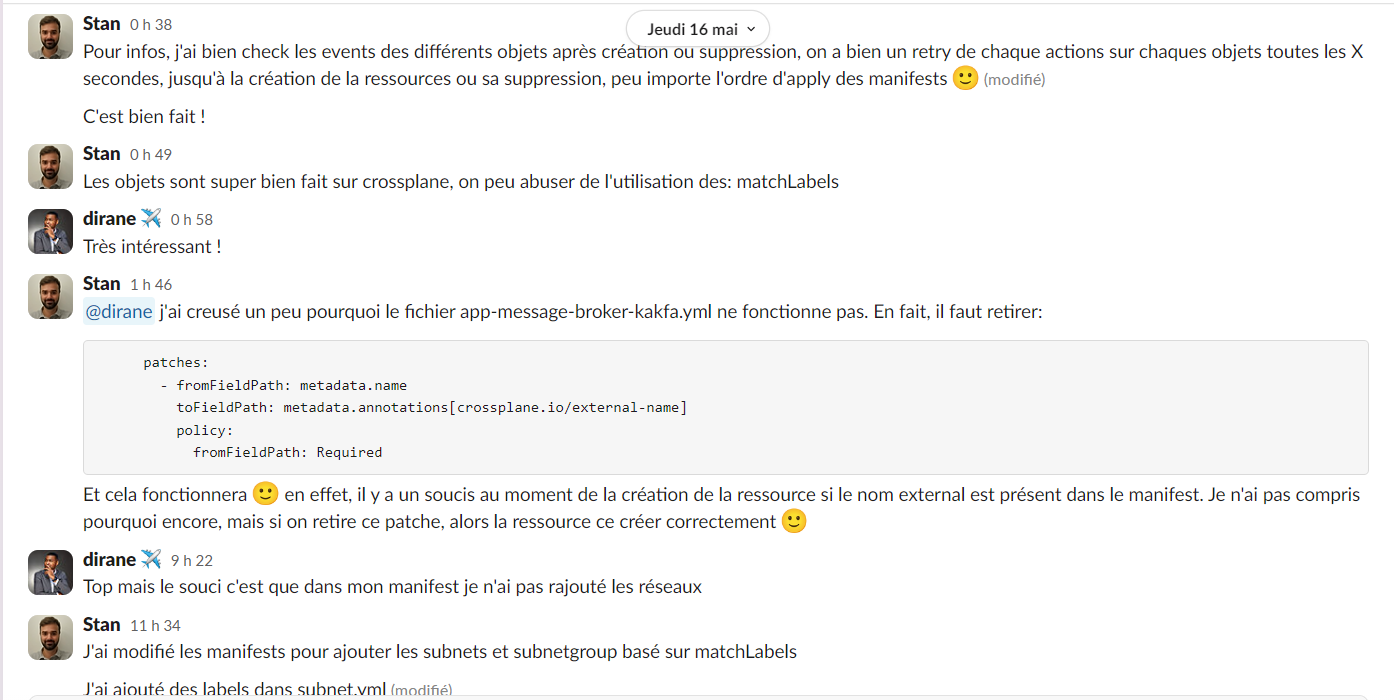 Stan 0 h 38
Jeudi 16 mai
Pour infos, j'ai bien check les events des différents objets après création ou suppression, on a bien un retry de chaque actions sur chaques objets toutes les X
secondes, jusqu'à la création de la ressources ou sa suppression, peu importe l'ordre d'apply des manifests 🙂 (modifié)
C'est bien fait !
Stan 0 h 49
Les objets sont super bien fait sur crossplane, on peu abuser de l'utilisation des: matchLabels
dirane ✈️ 0 h 58
Très intéressant !
Stan 1 h 46
@dirane j'ai creusé un peu pourquoi le fichier app-message-broker-kakfa.yml ne fonctionne pas. En fait, il faut retirer:
patches:
- fromFieldPath: metadata.name
toFieldPath: metadata.annotations[crossplane.io/external-name]
policy:
fromFieldPath: Required
Et cela fonctionnera 🙂 en effet, il y a un soucis au moment de la création de la ressource si le nom external est présent dans le manifest. Je n'ai pas compris
pourquoi encore, mais si on retire ce patche, alors la ressource ce créer correctement 🙂
dirane ✈️ 9 h 22
Top mais le souci c'est que dans mon manifest je n'ai pas rajouté les réseaux
Stan 11 h 34
J'ai modifié les manifests pour ajouter les subnets et subnetgroup basé sur matchLabels
J'ai ajouté des labels dans subnet.yml (modifié)